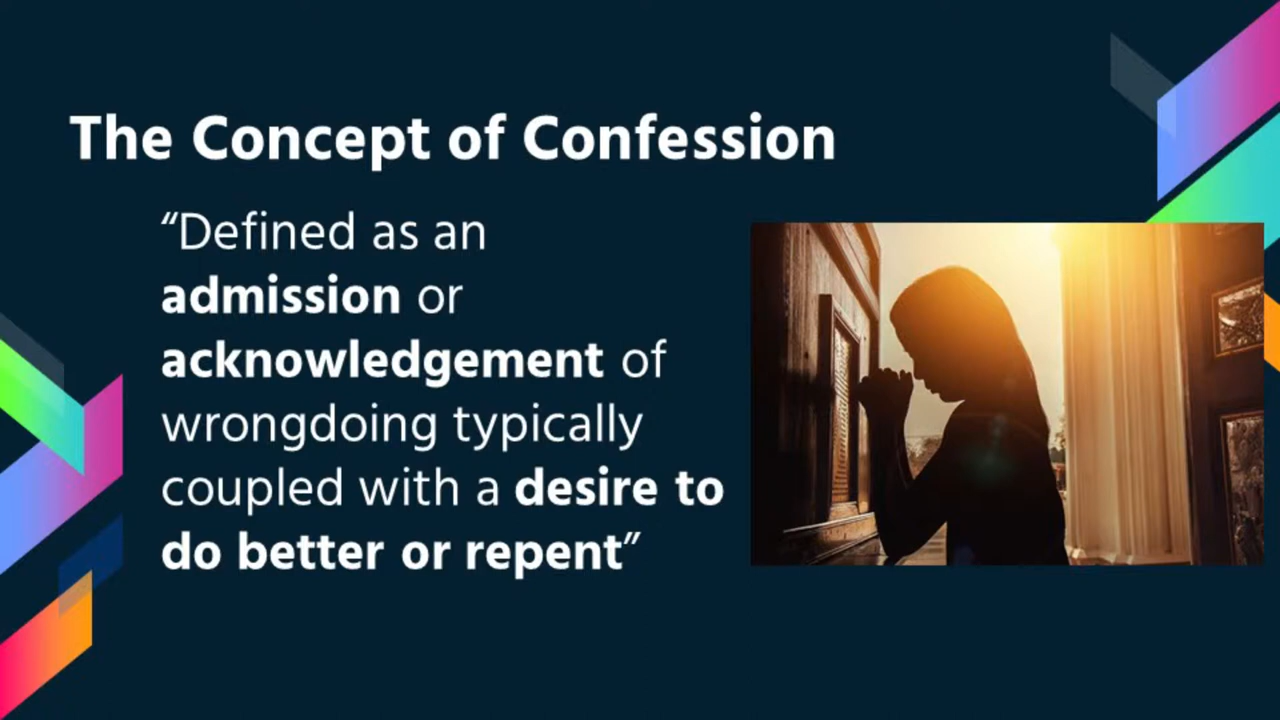 The Concept of Confession
“Defined as an
admission or
acknowledgement of
wrongdoing typically
coupled with a desire to
do better or repent”